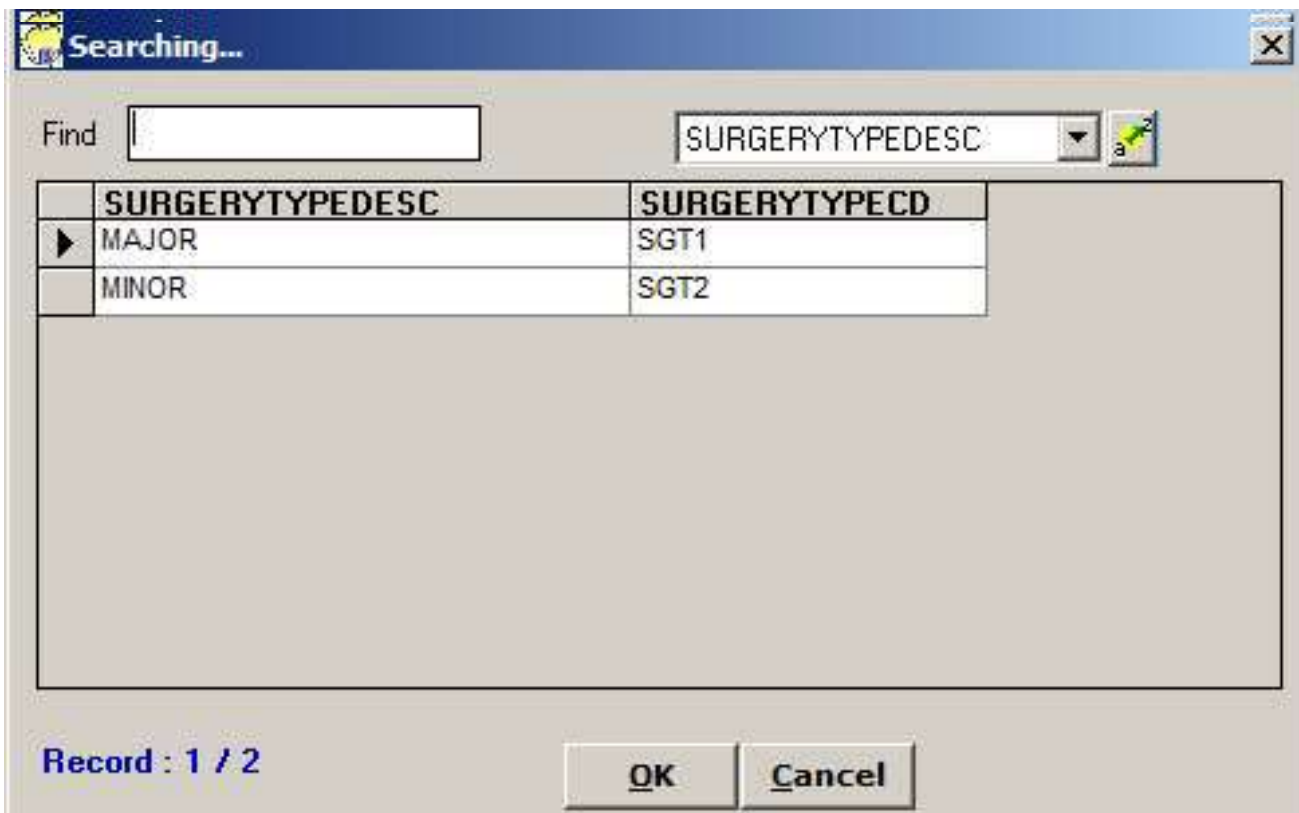 Searching...
Find SURGERYTYPEDESC
SURGERYTYPEDESC SURGERYTYPECD
MAJOR SGT1
MINOR SGT2
Record : 1 / 2 OK Cancel